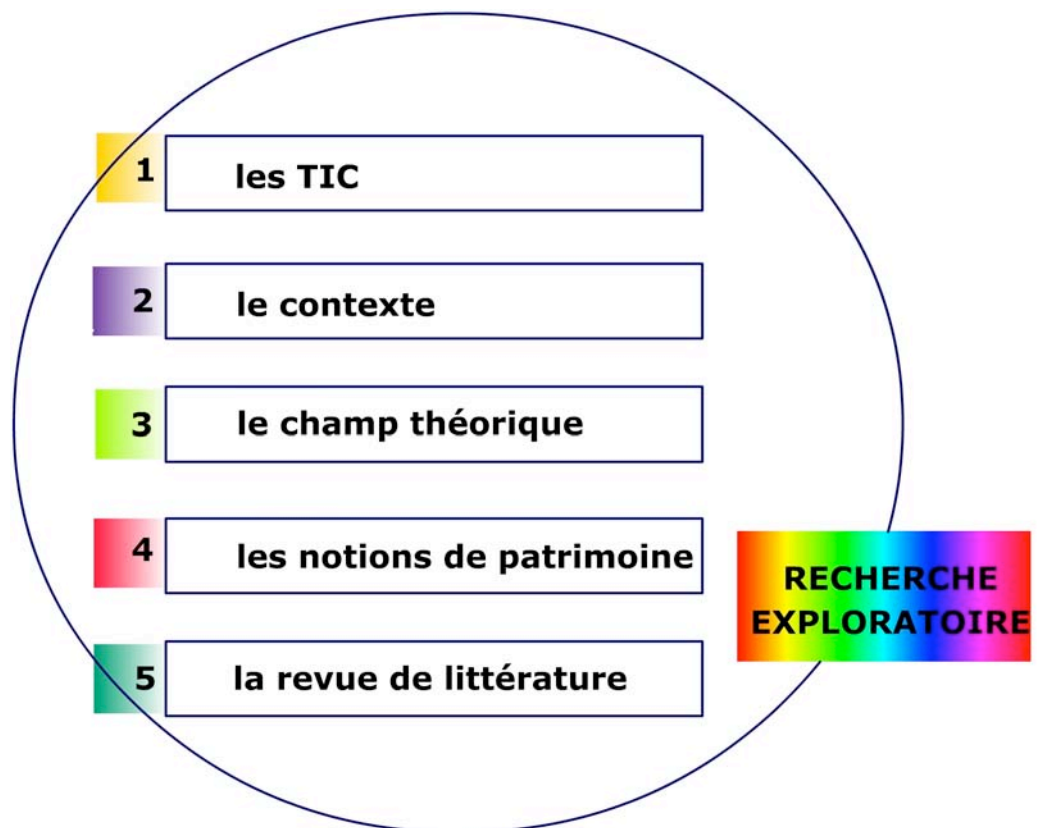 1 les TIC
2 le contexte
3 le champ théorique
4 les notions de patrimoine
5 la revue de littérature
RECHERCHE
EXPLORATOIRE